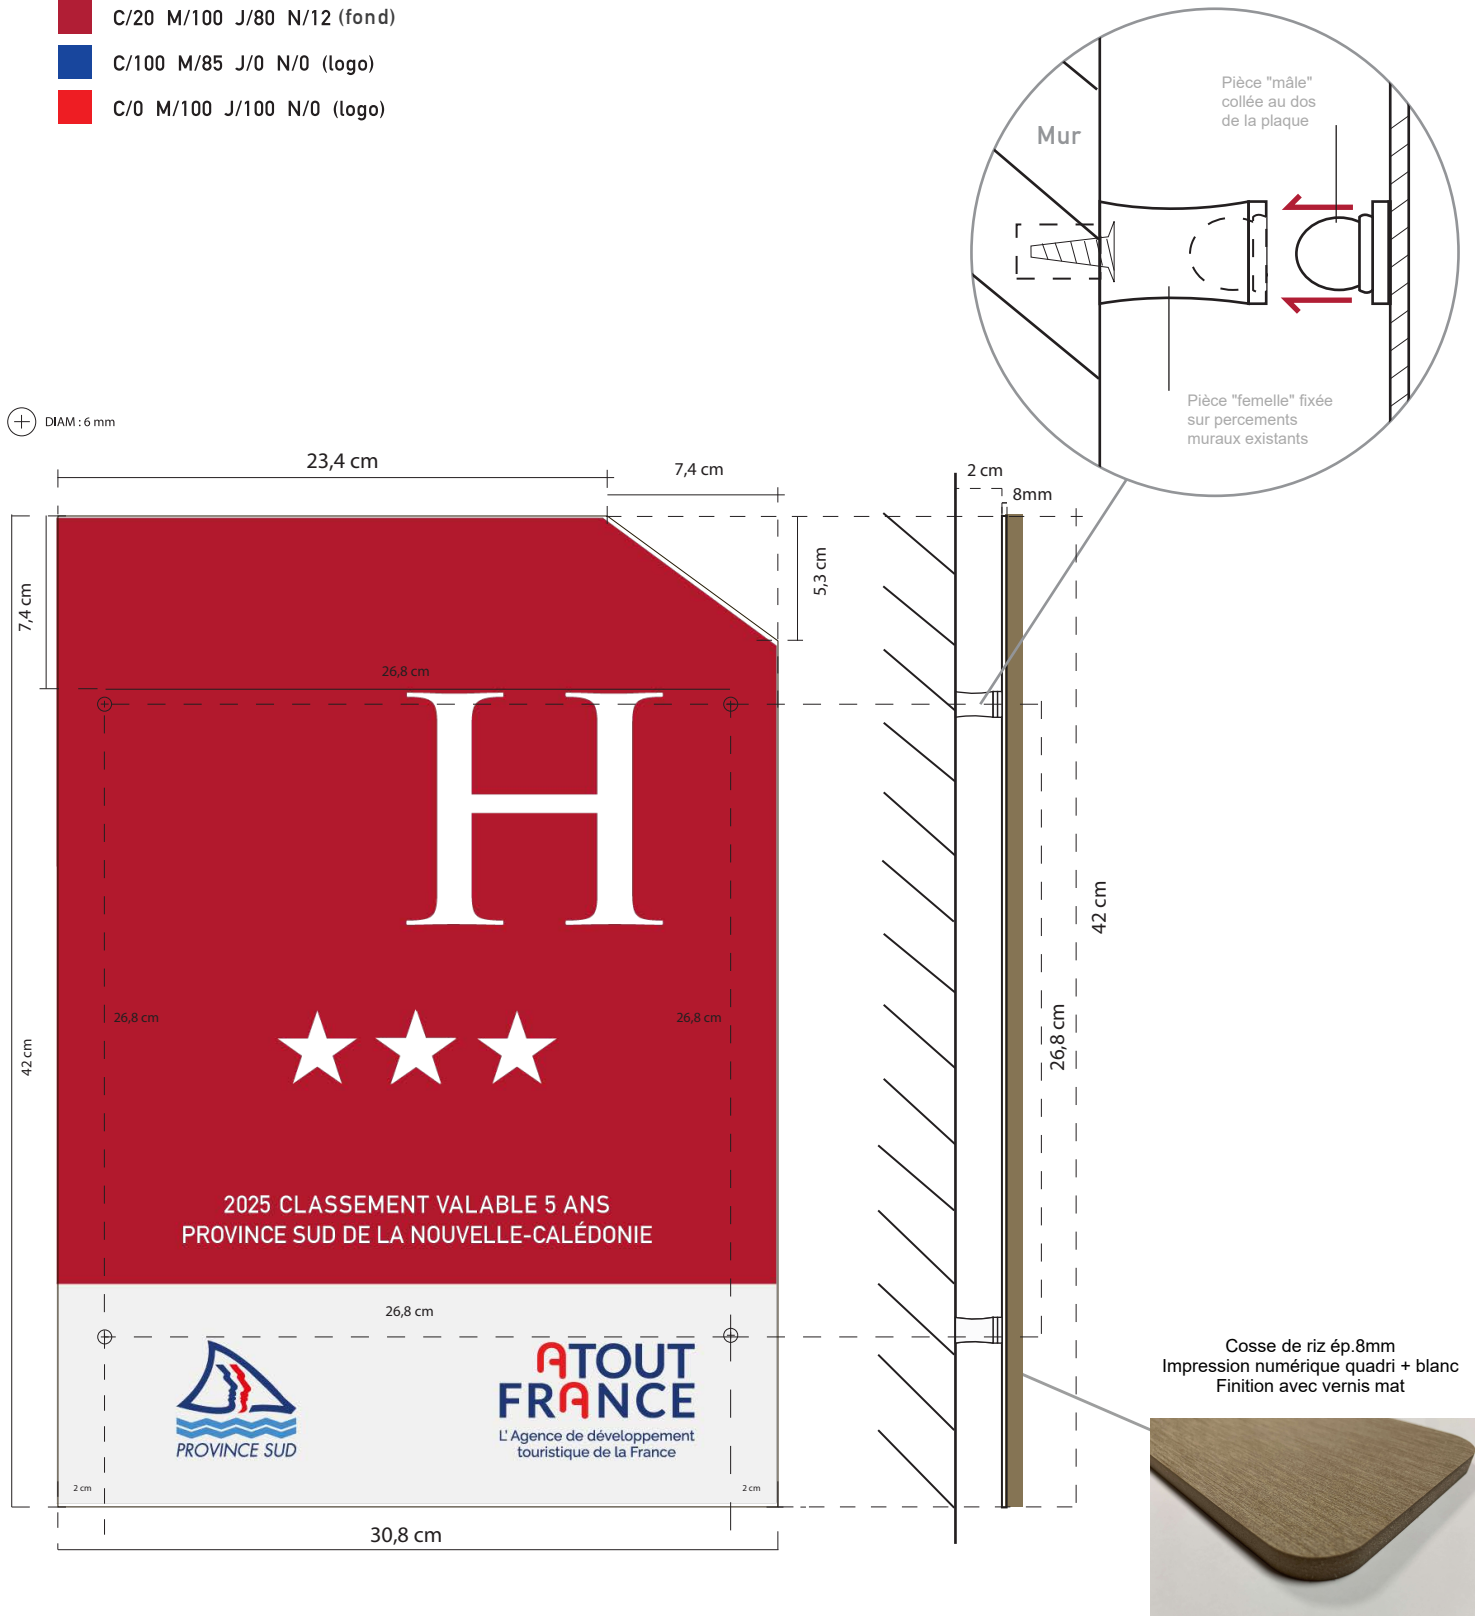 C/20 M/100 J/80 N/12 (fond)
C/100 M/85 J/0 N/0 (logo)
C/0 M/100 J/100 N/0 (logo)
Pièce "mâle"
collée au dos
de la plaque
Mur
Pièce "femelle" fixée
sur percements
muraux existants
DIAM : 6 mm
23,4 cm
7,4 cm
2 cm
8mm
5,3 cm
7,4 cm
26,8 cm
H
42 cm
26,8 cm
26,8 cm
26,8 cm
42 cm
2025 CLASSEMENT VALABLE 5 ANS
PROVINCE SUD DE LA NOUVELLE-CALÉDONIE
26,8 cm
ATOUT
FRANCE
L'Agence de développement
touristique de la France
PROVINCE SUD
2 cm
2 cm
30,8 cm
Cosse de riz ép.8mm
Impression numérique quadri + blanc
Finition avec vernis mat